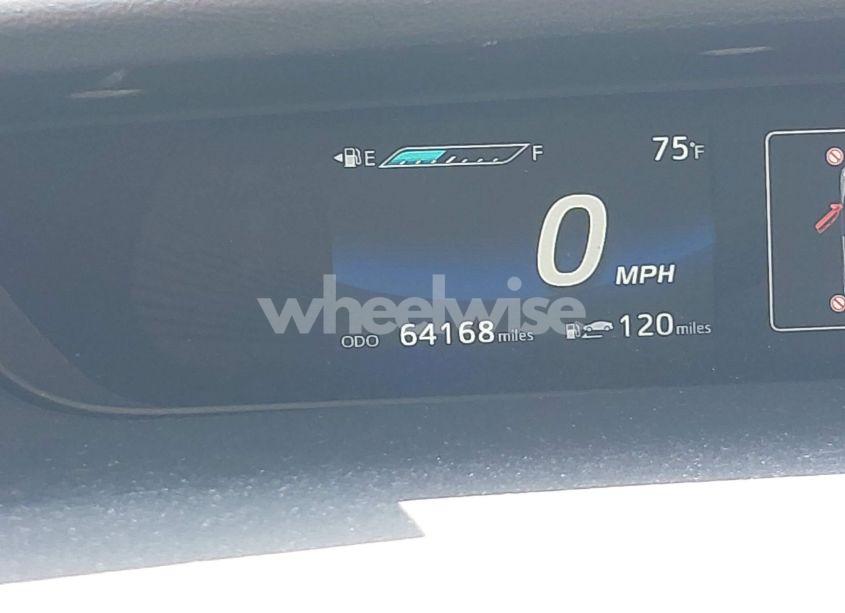 E F 75°F
0 MPH
wheelwise
ODO 64168 miles 120 miles